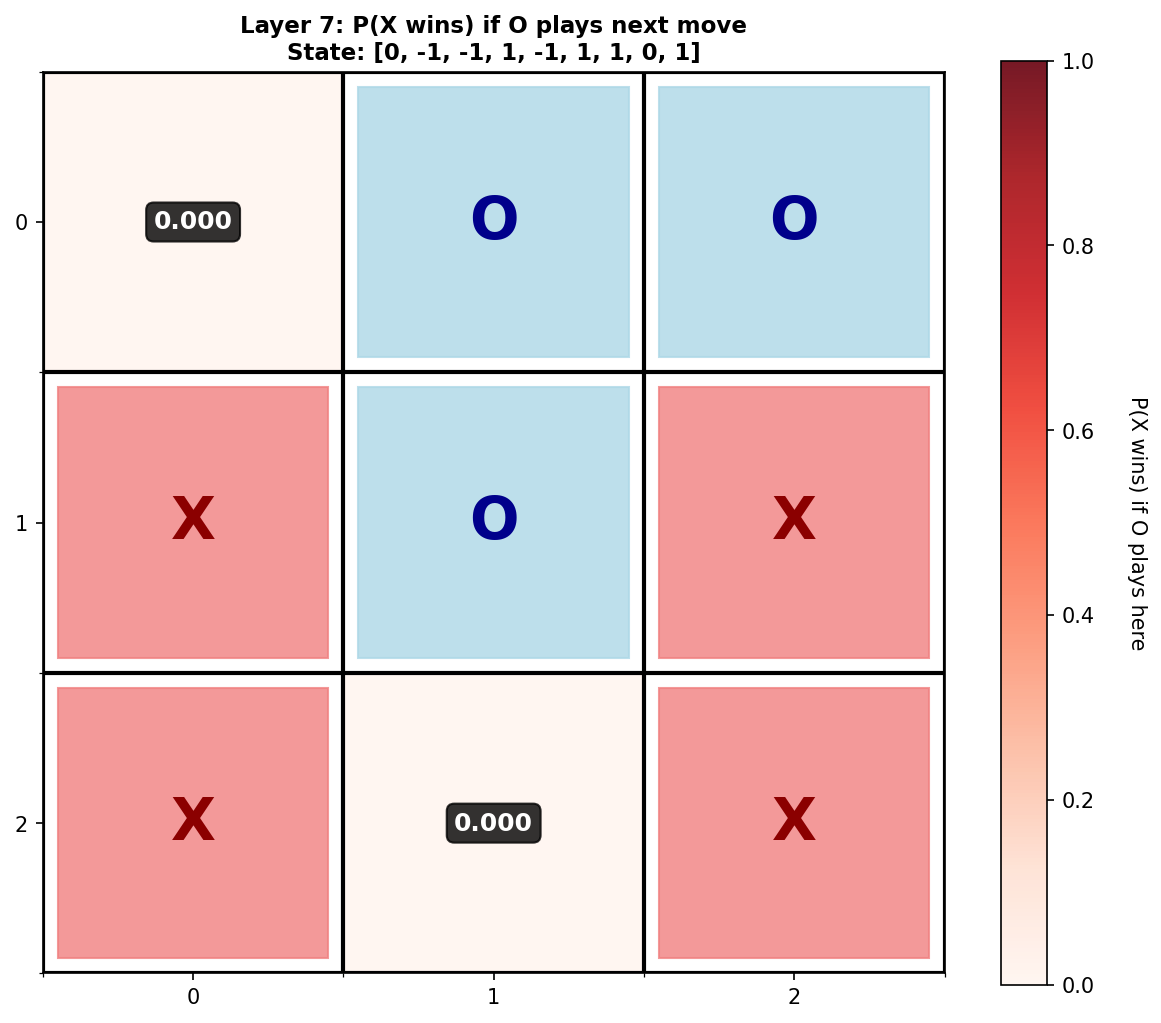 Layer 7: P(X wins) if O plays next move
State: [0, -1, -1, 1, -1, 1, 1, 0, 1]
0
0.000
O
O
1
X
O
X
2
X
0.000
X
0
1
2
1.0
0.8
0.6
0.4
0.2
0.0
P(X wins) if O plays here